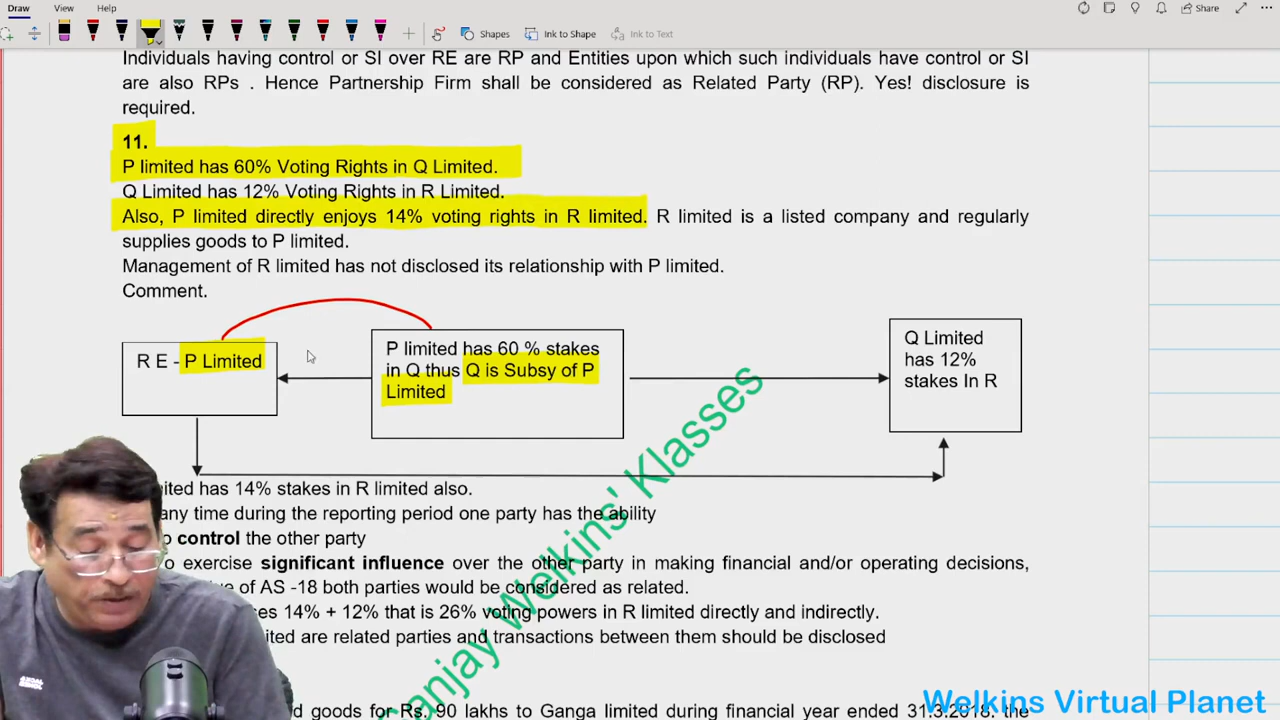 Draw View Help
Shapes Ink to Shape Ink to Text Share
Individuals having control or SI over RE are RP and Entities upon which such individuals have control or SI
are also RPs . Hence Partnership Firm shall be considered as Related Party (RP). Yes! disclosure is
required.
11.
P limited has 60% Voting Rights in Q Limited.
Q Limited has 12% Voting Rights in R Limited.
Also, P limited directly enjoys 14% voting rights in R limited. R limited is a listed company and regularly
supplies goods to P limited.
Management of R limited has not disclosed its relationship with P limited.
Comment.
R E - P Limited
P limited has 60 % stakes
in Q thus Q is Subsy of P
Limited
Q Limited
has 12%
stakes In R
has 14% stakes in R limited also.
any time during the reporting period one party has the ability
control the other party
exercise significant influence over the other party in making financial and/or operating decisions,
of AS -18 both parties would be considered as related.
14% + 12% that is 26% voting powers in R limited directly and indirectly.
are related parties and transactions between them should be disclosed
Sanjay Welkins' Klasses
goods for Rs. 90 lakhs to Ganga limited during financial year ended 31.3.2018. the
Welkins Virtual Planet